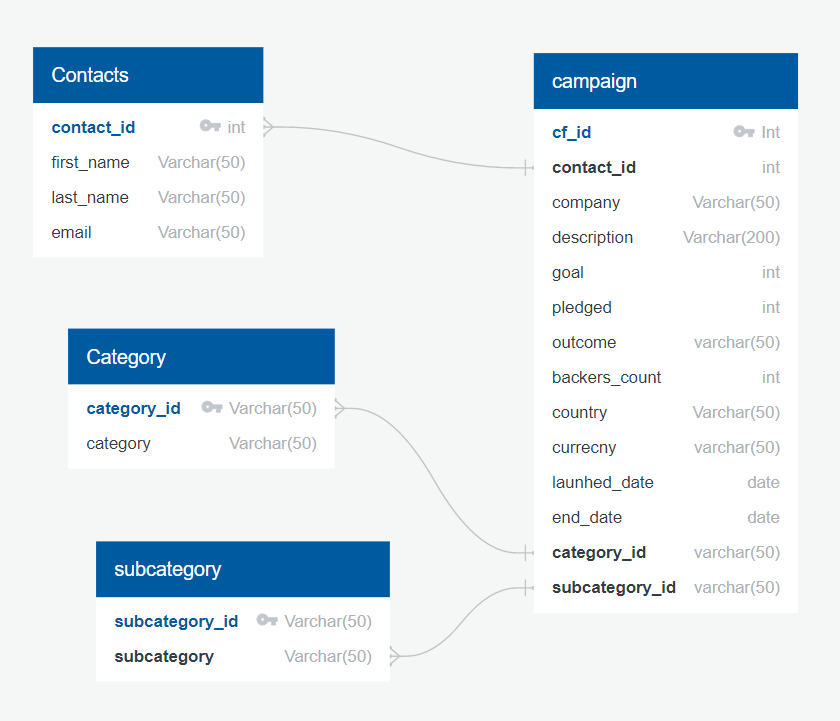 Contacts
contact_id int
first_name Varchar(50)
last_name Varchar(50)
email Varchar(50)
campaign
cf_id Int
contact_id int
company Varchar(50)
description Varchar(200)
goal int
pledged int
outcome varchar(50)
backers_count int
country Varchar(50)
currecny varchar(50)
launhed_date date
end_date date
category_id varchar(50)
subcategory_id varchar(50)
Category
category_id Varchar(50)
category Varchar(50)
subcategory
subcategory_id Varchar(50)
subcategory Varchar(50)